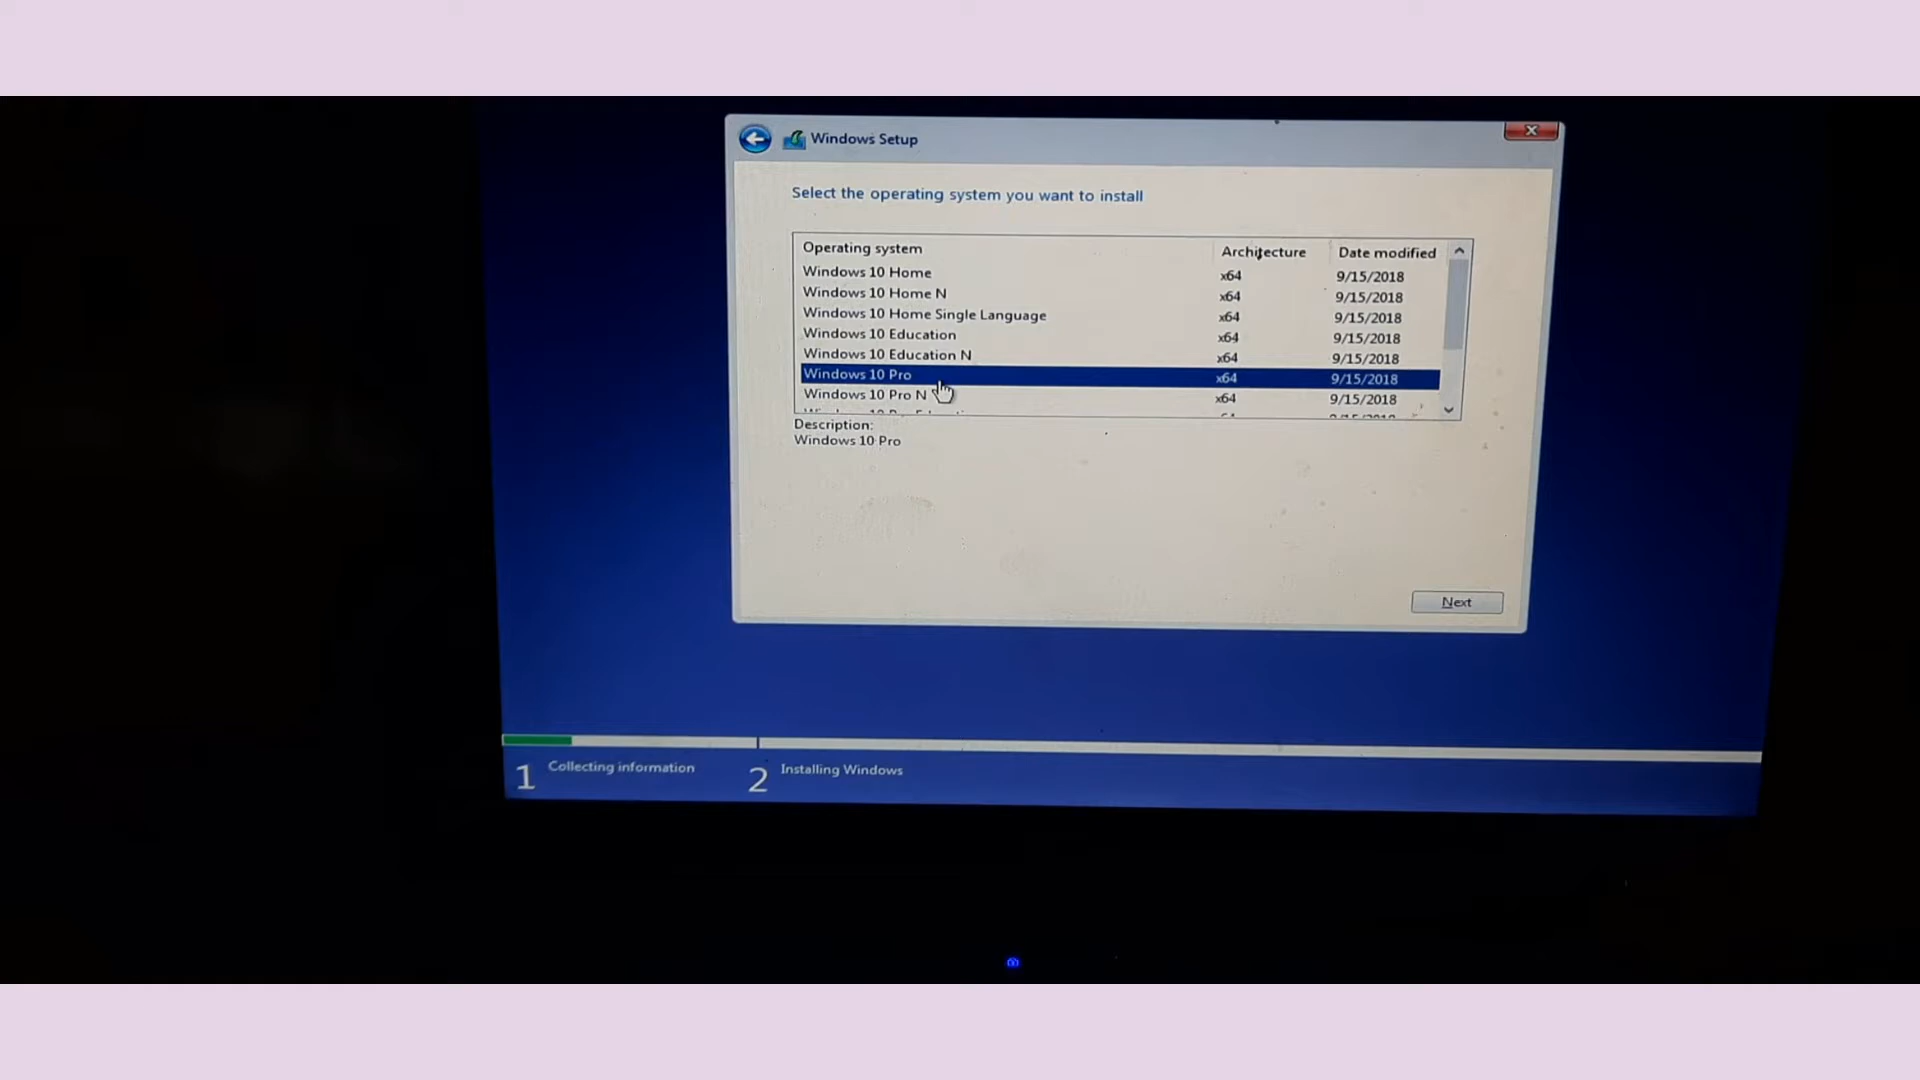 Windows Setup
Select the operating system you want to install
Operating system Architecture Date modified
Windows 10 Home x64 9/15/2018
Windows 10 Home N x64 9/15/2018
Windows 10 Home Single Language x64 9/15/2018
Windows 10 Education x64 9/15/2018
Windows 10 Education N x64 9/15/2018
Windows 10 Pro x64 9/15/2018
Windows 10 Pro N x64 9/15/2018
Description:
Windows 10 Pro
Next
1 Collecting information
2 Installing Windows